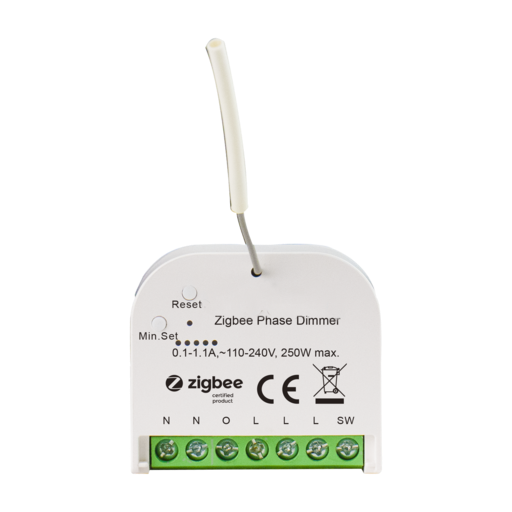 Reset
Zigbee Phase Dimmer
Min.Set
0.1-1.1A,~110-240V, 250W max.
zigbee
certified
product
CE
N N O L L L SW